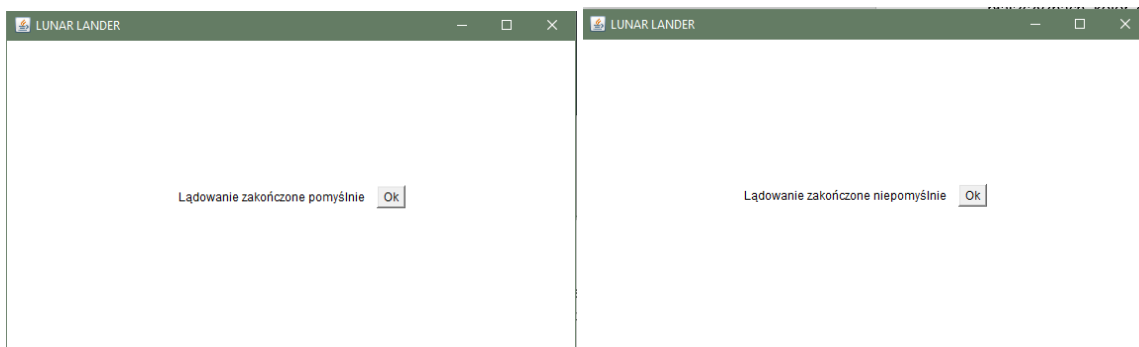 LUNAR LANDER
Lądowanie zakończone pomyślnie Ok
LUNAR LANDER
Lądowanie zakończone niepomyślnie Ok